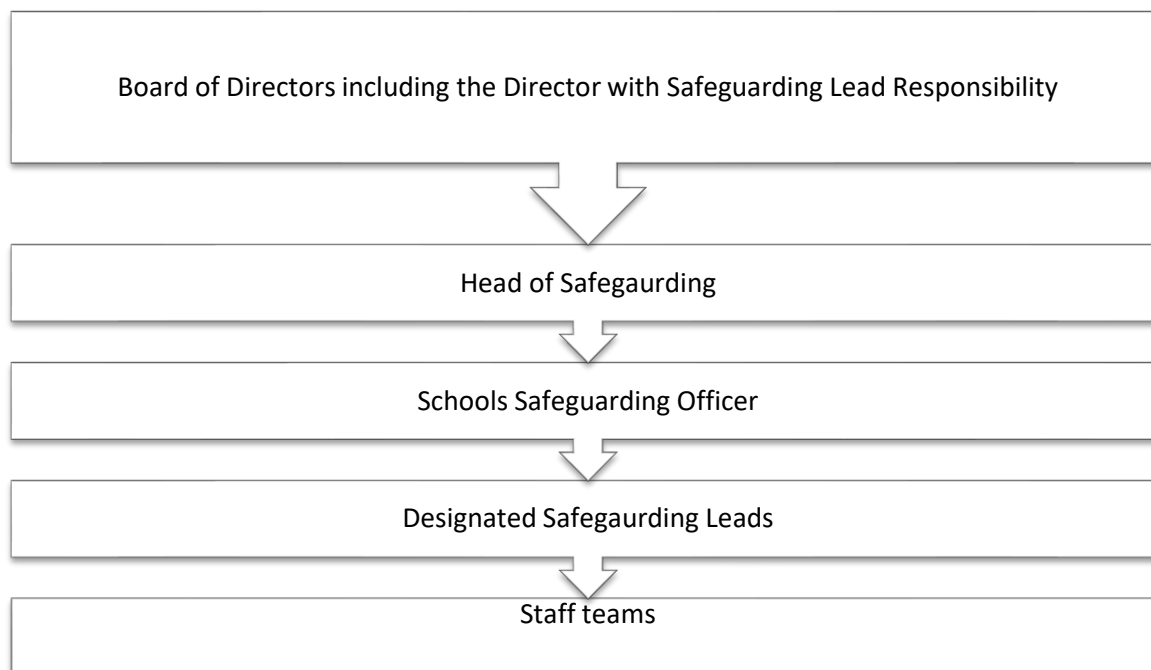 Board of Directors including the Director with Safeguarding Lead Responsibility
Head of Safegaurding
Schools Safeguarding Officer
Designated Safegaurding Leads
Staff teams